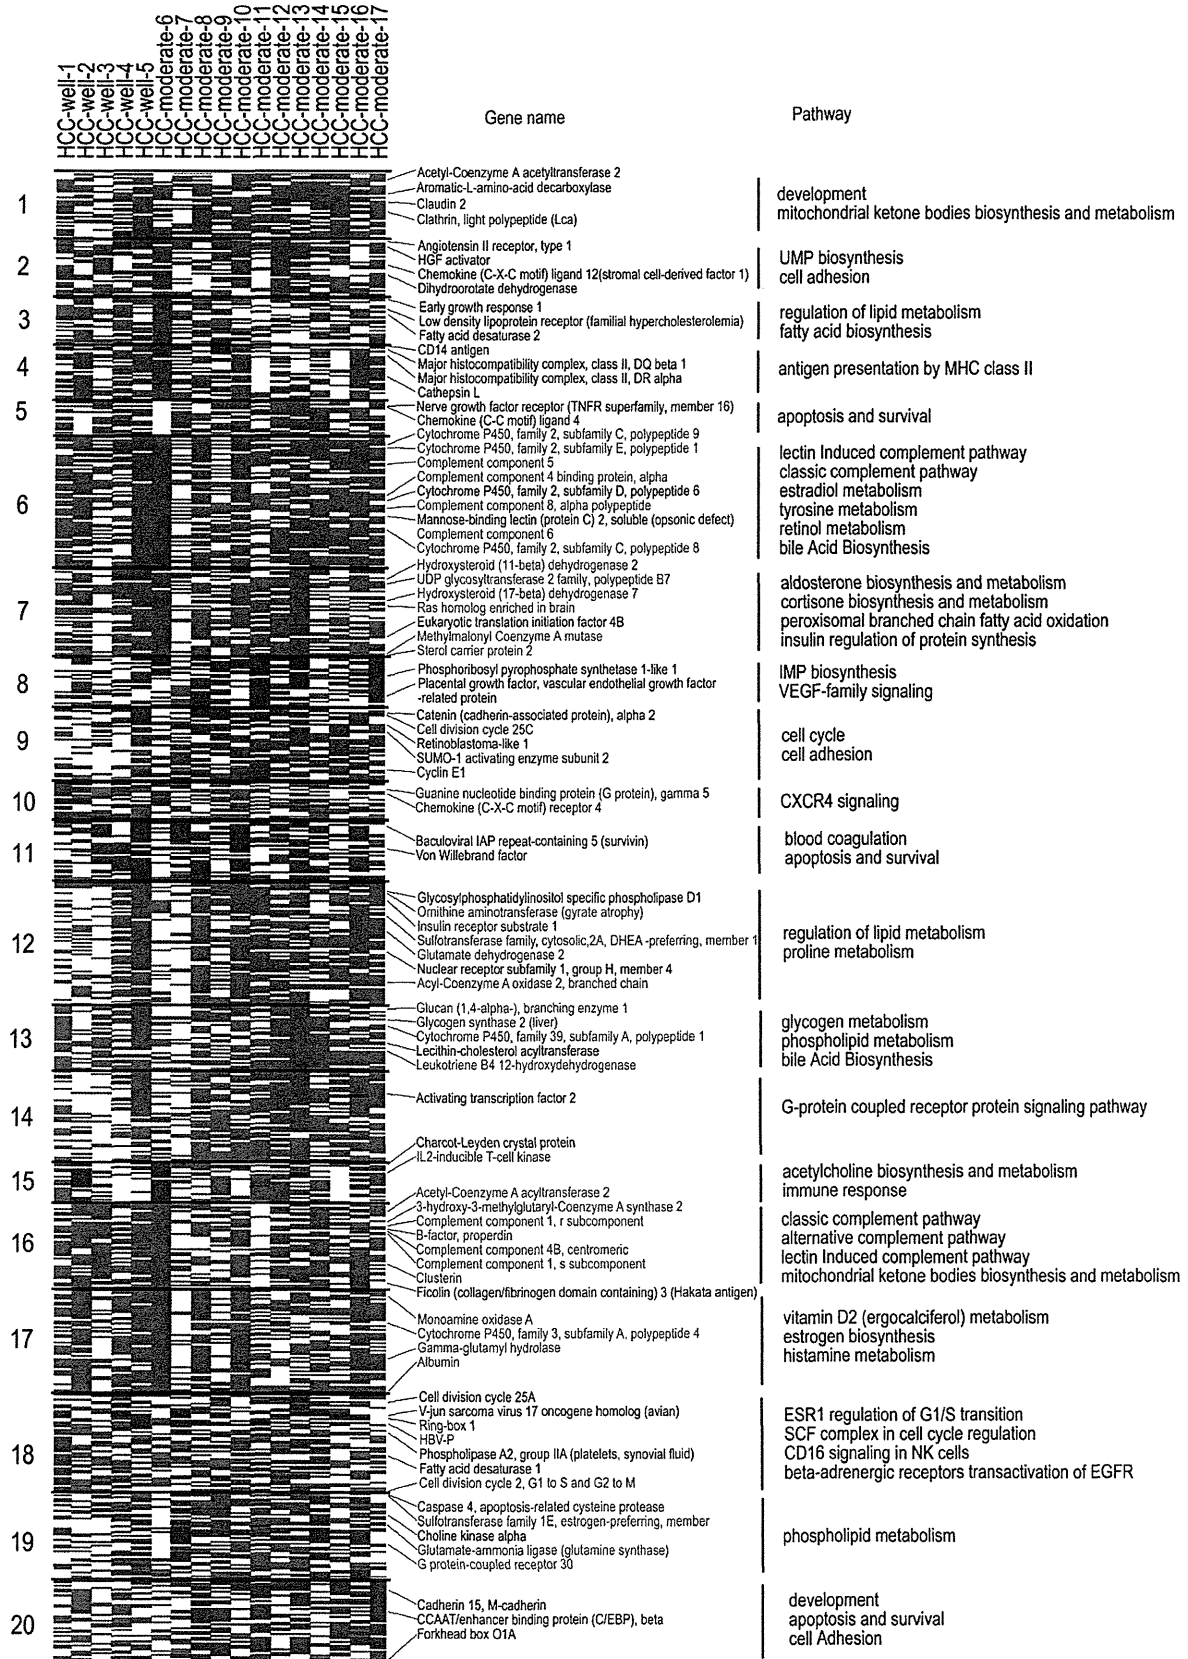 HCC-well-1
HCC-well-2
HCC-well-3
HCC-well-4
HCC-well-5
HCC-moderate-6
HCC-moderate-7
HCC-moderate-8
HCC-moderate-9
HCC-moderate-10
HCC-moderate-11
HCC-moderate-12
HCC-moderate-13
HCC-moderate-14
HCC-moderate-15
HCC-moderate-16
HCC-moderate-17
Gene name
Pathway
1
Acetyl-Coenzyme A acetyltransferase 2
Aromatic-L-amino-acid decarboxylase
Claudin 2
Clathrin, light polypeptide (Lca)
development
mitochondrial ketone bodies biosynthesis and metabolism
2
Angiotensin II receptor, type 1
HGF activator
Chemokine (C-X-C motif) ligand 12(stromal cell-derived factor 1)
Dihydroorotate dehydrogenase
UMP biosynthesis
cell adhesion
3
Early growth response 1
Low density lipoprotein receptor (familial hypercholesterolemia)
Fatty acid desaturase 2
regulation of lipid metabolism
fatty acid biosynthesis
4
CD14 antigen
Major histocompatibility complex, class II, DQ beta 1
Major histocompatibility complex, class II, DR alpha
Cathepsin L
antigen presentation by MHC class II
5
Nerve growth factor receptor (TNFR superfamily, member 16)
Chemokine (C-C motif) ligand 4
apoptosis and survival
6
Cytochrome P450, family 2, subfamily C, polypeptide 9
Cytochrome P450, family 2, subfamily E, polypeptide 1
Complement component 5
Complement component 4 binding protein, alpha
Cytochrome P450, family 2, subfamily D, polypeptide 6
Complement component 8, alpha polypeptide
Mannose-binding lectin (protein C) 2, soluble (opsonic defect)
Complement component 6
Cytochrome P450, family 2, subfamily C, polypeptide 8
lectin Induced complement pathway
classic complement pathway
estradiol metabolism
tyrosine metabolism
retinol metabolism
bile Acid Biosynthesis
7
Hydroxysteroid (11-beta) dehydrogenase 2
UDP glycosyltransferase 2 family, polypeptide B7
Hydroxysteroid (17-beta) dehydrogenase 7
Ras homolog enriched in brain
Eukaryotic translation initiation factor 4B
Methylmalonyl Coenzyme A mutase
Sterol carrier protein 2
aldosterone biosynthesis and metabolism
cortisone biosynthesis and metabolism
peroxisomal branched chain fatty acid oxidation
insulin regulation of protein synthesis
8
Phosphoribosyl pyrophosphate synthetase 1-like 1
Placental growth factor, vascular endothelial growth factor
-related protein
IMP biosynthesis
VEGF-family signaling
9
Catenin (cadherin-associated protein), alpha 2
Cell division cycle 25C
Retinoblastoma-like 1
SUMO-1 activating enzyme subunit 2
Cyclin E1
cell cycle
cell adhesion
10
Guanine nucleotide binding protein (G protein), gamma 5
Chemokine (C-X-C motif) receptor 4
CXCR4 signaling
11
Baculoviral IAP repeat-containing 5 (survivin)
Von Willebrand factor
blood coagulation
apoptosis and survival
12
Glycosylphosphatidylinositol specific phospholipase D1
Ornithine aminotransferase (gyrate atrophy)
Insulin receptor substrate 1
Sulfotransferase family, cytosolic,2A, DHEA -preferring, member 1
Glutamate dehydrogenase 2
Nuclear receptor subfamily 1, group H, member 4
Acyl-Coenzyme A oxidase 2, branched chain
regulation of lipid metabolism
proline metabolism
13
Glucan (1,4-alpha-), branching enzyme 1
Glycogen synthase 2 (liver)
Cytochrome P450, family 39, subfamily A, polypeptide 1
Lecithin-cholesterol acyltransferase
Leukotriene B4 12-hydroxydehydrogenase
glycogen metabolism
phospholipid metabolism
bile Acid Biosynthesis
14
Activating transcription factor 2
G-protein coupled receptor protein signaling pathway
15
Charcot-Leyden crystal protein
IL2-inducible T-cell kinase
acetylcholine biosynthesis and metabolism
immune response
16
Acetyl-Coenzyme A acyltransferase 2
3-hydroxy-3-methylglutaryl-Coenzyme A synthase 2
Complement component 1, r subcomponent
B-factor, properdin
Complement component 4B, centromeric
Complement component 1, s subcomponent
Clusterin
classic complement pathway
alternative complement pathway
lectin Induced complement pathway
mitochondrial ketone bodies biosynthesis and metabolism
17
Ficolin (collagen/fibrinogen domain containing) 3 (Hakata antigen)
Monoamine oxidase A
Cytochrome P450, family 3, subfamily A, polypeptide 4
Gamma-glutamyl hydrolase
Albumin
vitamin D2 (ergocalciferol) metabolism
estrogen biosynthesis
histamine metabolism
18
Cell division cycle 25A
V-jun sarcoma virus 17 oncogene homolog (avian)
Ring-box 1
HBV-P
Phospholipase A2, group IIA (platelets, synovial fluid)
Fatty acid desaturase 1
Cell division cycle 2, G1 to S and G2 to M
ESR1 regulation of G1/S transition
SCF complex in cell cycle regulation
CD16 signaling in NK cells
beta-adrenergic receptors transactivation of EGFR
19
Caspase 4, apoptosis-related cysteine protease
Sulfotransferase family 1E, estrogen-preferring, member
Choline kinase alpha
Glutamate-ammonia ligase (glutamine synthase)
G protein-coupled receptor 30
phospholipid metabolism
20
Cadherin 15, M-cadherin
CCAAT/enhancer binding protein (C/EBP), beta
Forkhead box O1A
development
apoptosis and survival
cell Adhesion